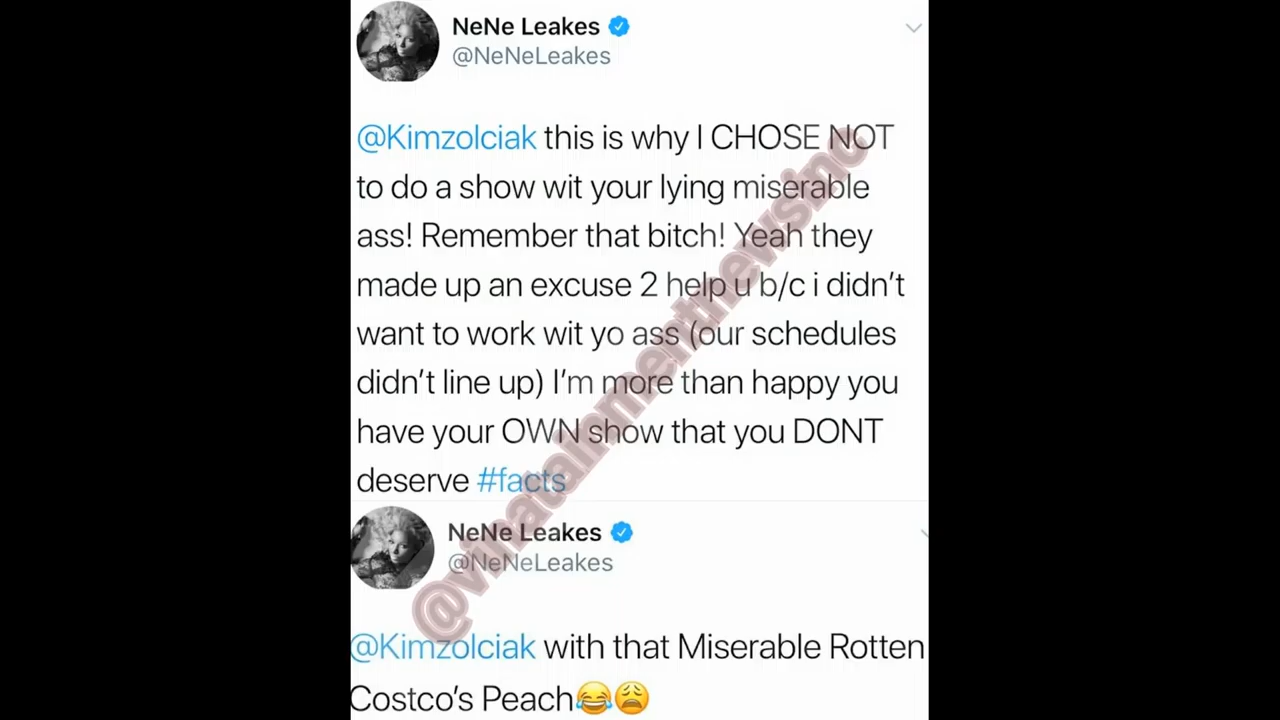 NeNe Leakes
@NeNeLeakes
@Kimzolciak this is why I CHOSE NOT
to do a show wit your lying miserable
ass! Remember that bitch! Yeah they
made up an excuse 2 help u b/c i didn't
want to work wit yo ass (our schedules
didn't line up) I'm more than happy you
have your OWN show that you DONT
deserve #facts
NeNe Leakes
@NeNeLeakes
@Kimzolciak with that Miserable Rotten
Costco's Peach😂😩
@vinatainmentnewsinc